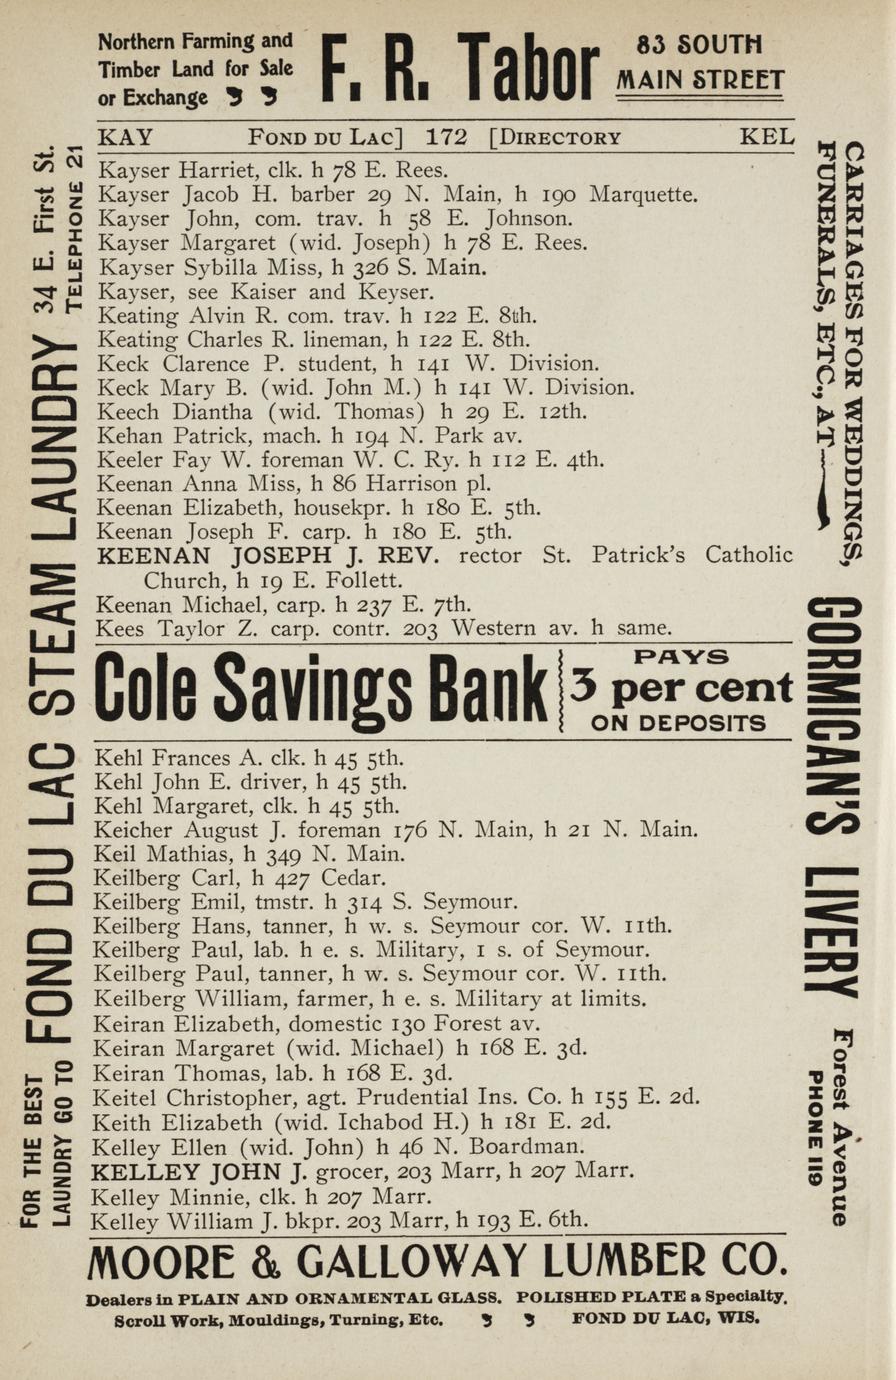 Northern Farming and
Timber Land for Sale
or Exchange
F. R. Tabor
83 SOUTH
MAIN STREET
KAY FOND DU LAC] 172 [DIRECTORY KEL
Kayser Harriet, clk. h 78 E. Rees.
Kayser Jacob H. barber 29 N. Main, h 190 Marquette.
Kayser John, com. trav. h 58 E. Johnson.
Kayser Margaret (wid. Joseph) h 78 E. Rees.
Kayser Sybilla Miss, h 326 S. Main.
Kayser, see Kaiser and Keyser.
Keating Alvin R. com. trav. h 122 E. 8th.
Keating Charles R. lineman, h 122 E. 8th.
Keck Clarence P. student, h 141 W. Division.
Keck Mary B. (wid. John M.) h 141 W. Division.
Keech Diantha (wid. Thomas) h 29 E. 12th.
Kehan Patrick, mach. h 194 N. Park av.
Keeler Fay W. foreman W. C. Ry. h 112 E. 4th.
Keenan Anna Miss, h 86 Harrison pl.
Keenan Elizabeth, housekpr. h 180 E. 5th.
Keenan Joseph F. carp. h 180 E. 5th.
KEENAN JOSEPH J. REV. rector St. Patrick's Catholic
Church, h 19 E. Follett.
Keenan Michael, carp. h 237 E. 7th.
Kees Taylor Z. carp. contr. 203 Western av. h same.
Cole Savings Bank
PAYS
3 per cent
ON DEPOSITS
Kehl Frances A. clk. h 45 5th.
Kehl John E. driver, h 45 5th.
Kehl Margaret, clk. h 45 5th.
Keicher August J. foreman 176 N. Main, h 21 N. Main.
Keil Mathias, h 349 N. Main.
Keilberg Carl, h 427 Cedar.
Keilberg Emil, tmstr. h 314 S. Seymour.
Keilberg Hans, tanner, h w. s. Seymour cor. W. 11th.
Keilberg Paul, lab. h e. s. Military, 1 s. of Seymour.
Keilberg Paul, tanner, h w. s. Seymour cor. W. 11th.
Keilberg William, farmer, h e. s. Military at limits.
Keiran Elizabeth, domestic 130 Forest av.
Keiran Margaret (wid. Michael) h 168 E. 3d.
Keiran Thomas, lab. h 168 E. 3d.
Keitel Christopher, agt. Prudential Ins. Co. h 155 E. 2d.
Keith Elizabeth (wid. Ichabod H.) h 181 E. 2d.
Kelley Ellen (wid. John) h 46 N. Boardman.
KELLEY JOHN J. grocer, 203 Marr, h 207 Marr.
Kelley Minnie, clk. h 207 Marr.
Kelley William J. bkpr. 203 Marr, h 193 E. 6th.
MOORE & GALLOWAY LUMBER CO.
Dealers in PLAIN AND ORNAMENTAL GLASS. POLISHED PLATE a Specialty.
Scroll Work, Mouldings, Turning, Etc. FOND DU LAC, WIS.
FOR THE BEST
LAUNDRY GO TO
FOND DU LAC STEAM LAUNDRY
34 E. First St.
TELEPHONE 21
CARRIAGES FOR WEDDINGS,
FUNERALS, ETC., AT
GORMICAN'S LIVERY
Forest Avenue
PHONE 119